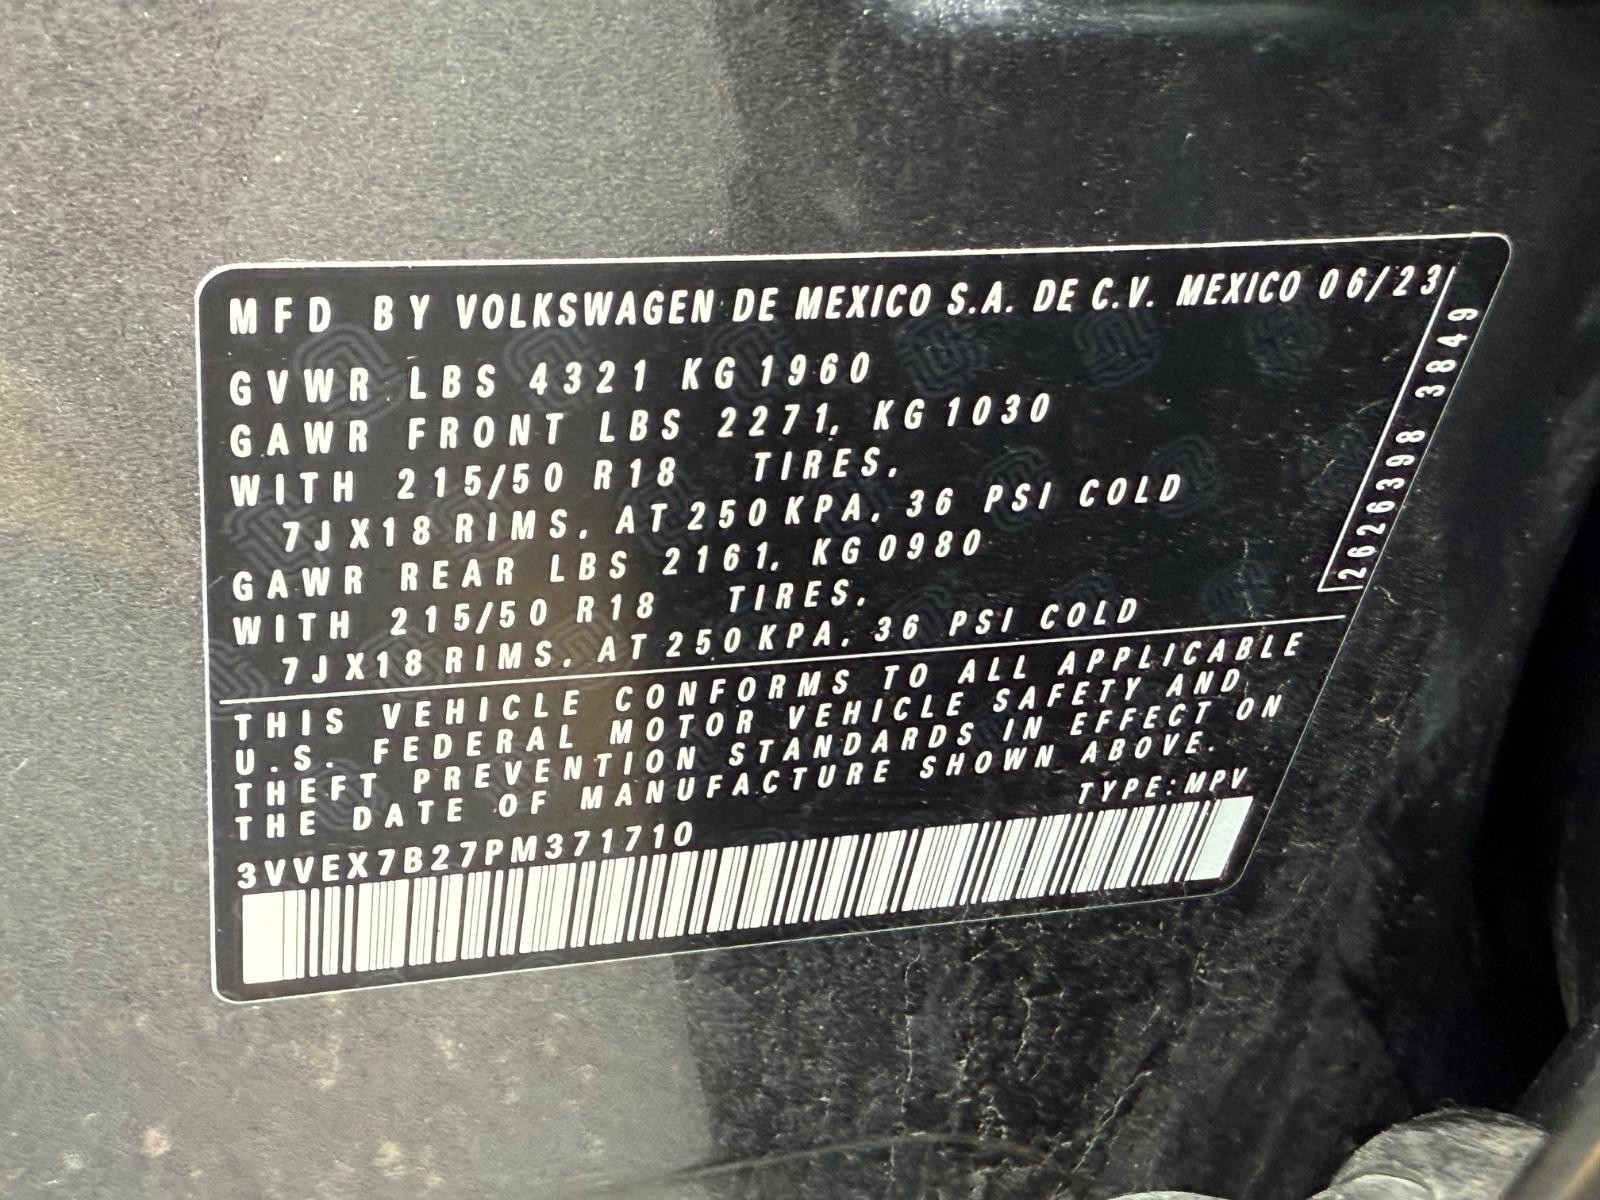 MFD BY VOLKSWAGEN DE MEXICO S.A. DE C.V. MEXICO 06/23
GVWR LBS 4321 KG 1960
GAWR FRONT LBS 2271, KG 1030
WITH 215/50 R18 TIRES,
7J X18 RIMS, AT 250 KPA, 36 PSI COLD
GAWR REAR LBS 2161, KG 0980
WITH 215/50 R18 TIRES,
7J X18 RIMS, AT 250 KPA, 36 PSI COLD
2626398 3849
THIS VEHICLE CONFORMS TO ALL APPLICABLE
U.S. FEDERAL MOTOR VEHICLE SAFETY AND
THEFT PREVENTION STANDARDS IN EFFECT ON
THE DATE OF MANUFACTURE SHOWN ABOVE.
TYPE: MPV
3VVEX7B27PM371710